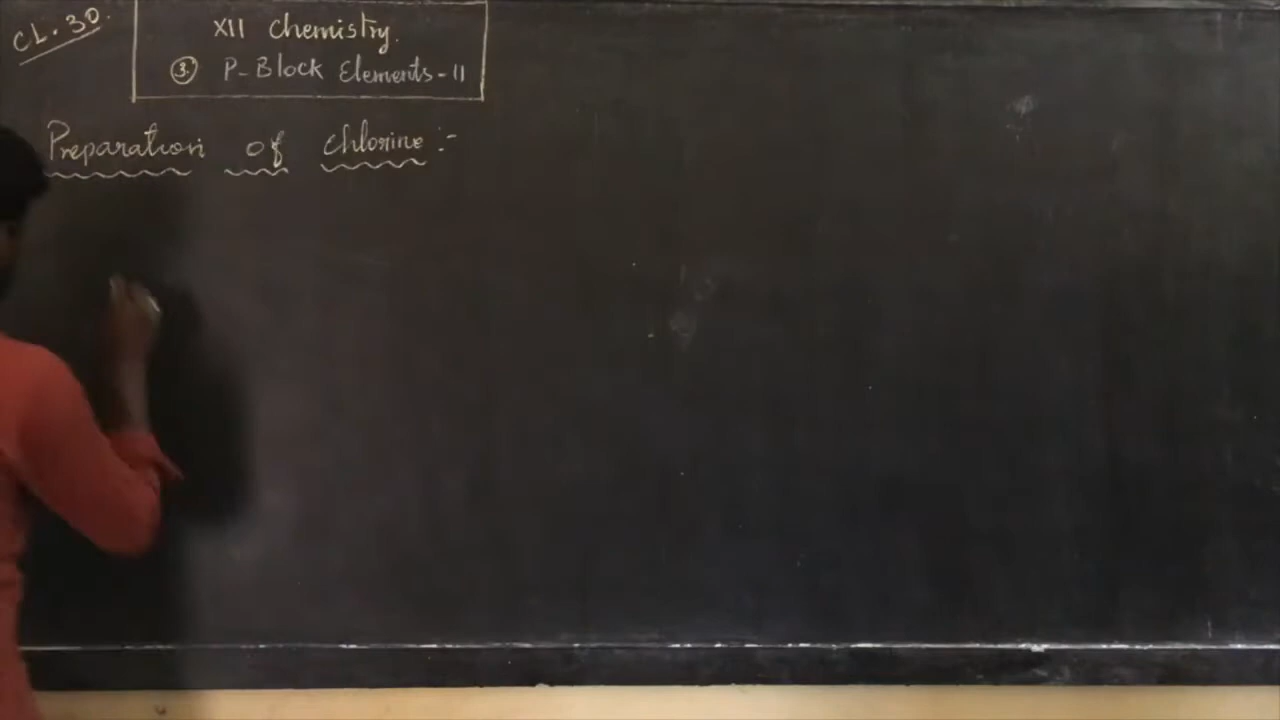 CL. 30.
XII Chemistry.
3. P-Block Elements-II
Preparation of Chlorine :-